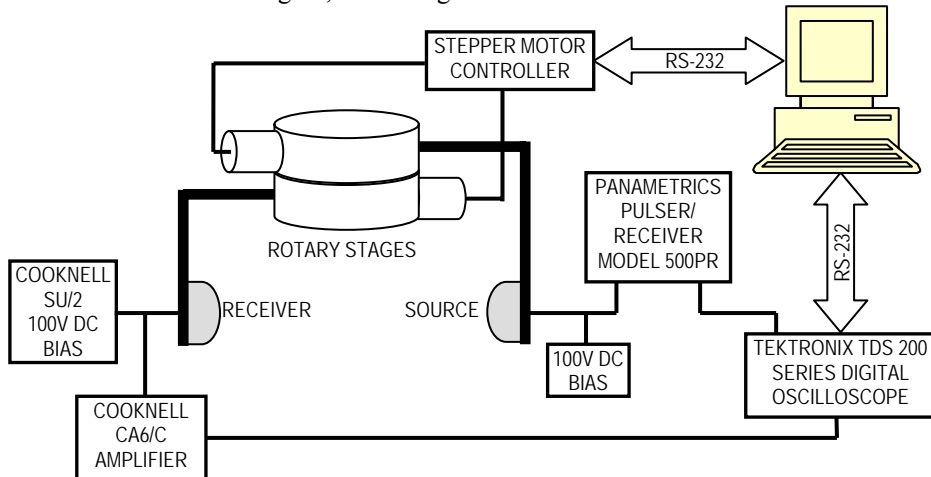 STEPPER MOTOR
CONTROLLER
RS-232
PANAMETRICS
PULSER/
RECEIVER
MODEL 500PR
ROTARY STAGES
RS-232
COOKNELL
SU/2
100V DC
BIAS
RECEIVER
SOURCE
100V DC
BIAS
TEKTRONIX TDS 200
SERIES DIGITAL
OSCILLOSCOPE
COOKNELL
CA6/C
AMPLIFIER